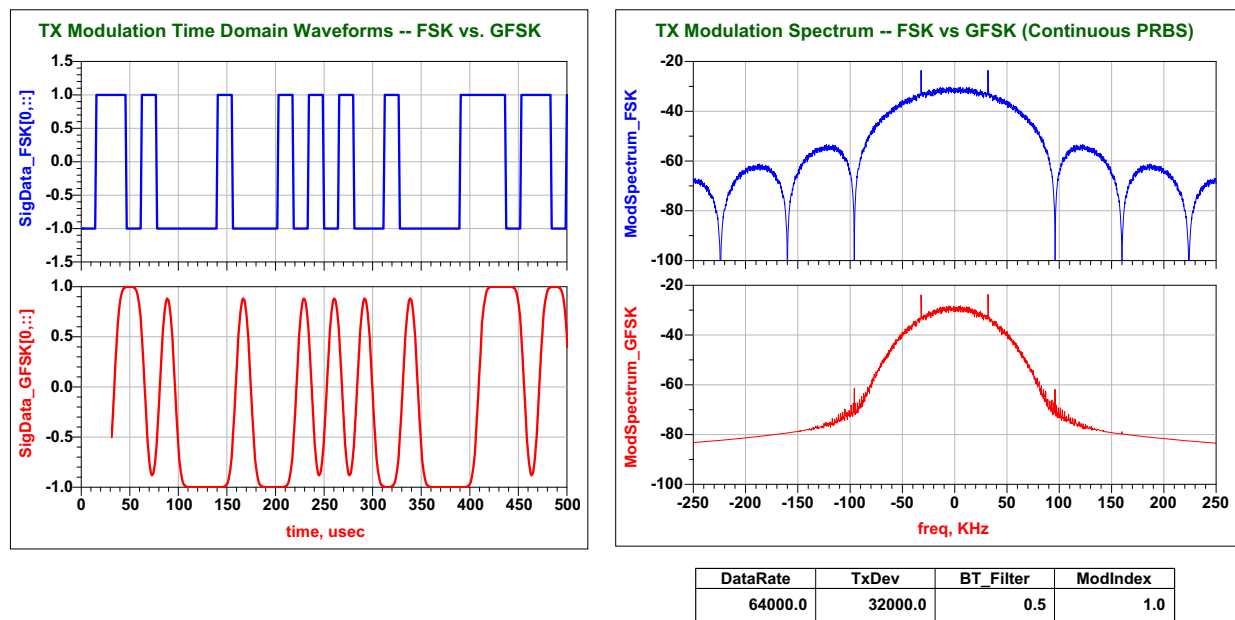 TX Modulation Time Domain Waveforms -- FSK vs. GFSK
SigData_FSK[0,::]
1.5
1.0
0.5
0.0
-0.5
-1.0
-1.5
SigData_GFSK[0,::]
1.0
0.5
0.0
-0.5
-1.0
0 50 100 150 200 250 300 350 400 450 500
time, usec
TX Modulation Spectrum -- FSK vs GFSK (Continuous PRBS)
ModSpectrum_FSK
-20
-40
-60
-80
-100
ModSpectrum_GFSK
-20
-40
-60
-80
-100
-250 -200 -150 -100 -50 0 50 100 150 200 250
freq, KHz
DataRate TxDev BT_Filter ModIndex
64000.0 32000.0 0.5 1.0